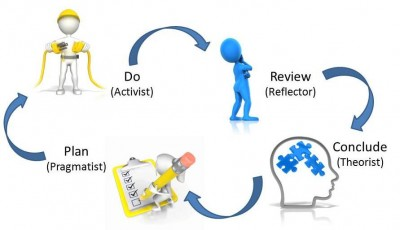 Do
(Activist)
Review
(Reflector)
Conclude
(Theorist)
Plan
(Pragmatist)